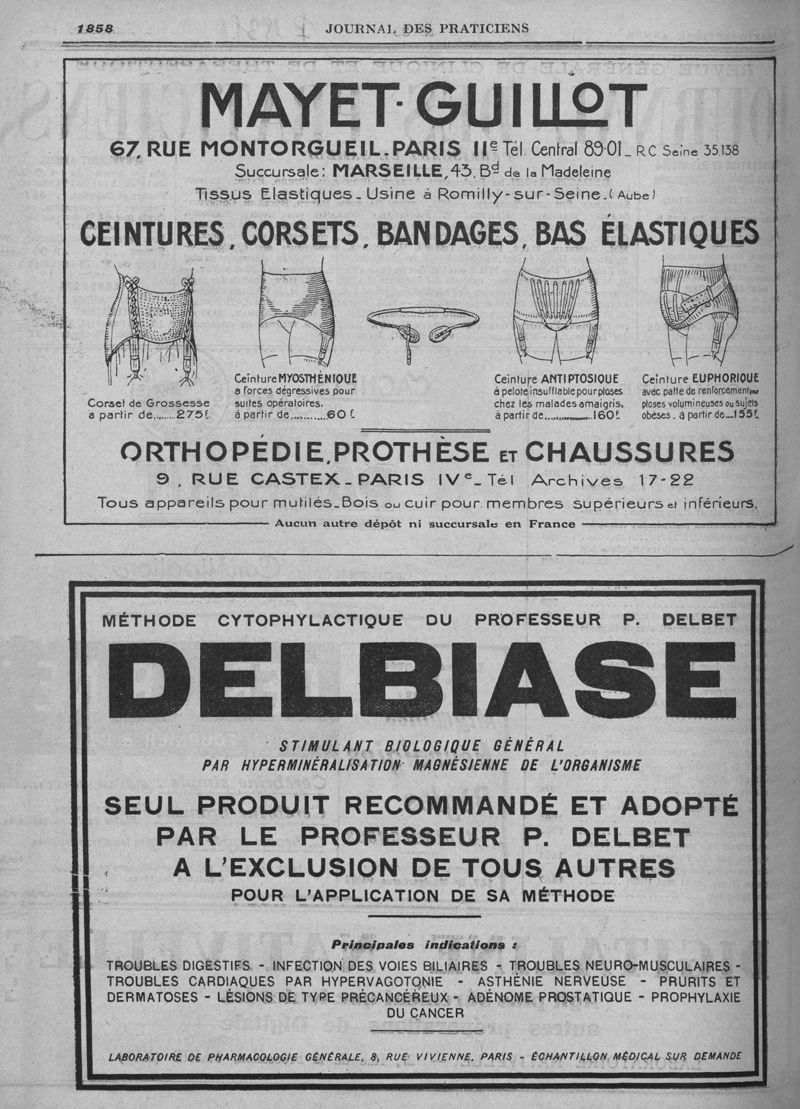 1858
JOURNAL DES PRATICIENS
MAYET-GUILLOT
67, RUE MONTORGUEIL. PARIS IIe Tél. Central 89-01 _ R.C Seine 35.138
Succursale: MARSEILLE, 43, Bd de la Madeleine
Tissus Elastiques _ Usine à Romilly-sur-Seine. (Aube)
CEINTURES, CORSETS, BANDAGES, BAS ÉLASTIQUES
Corset de Grossesse
à partir de........275f.
Ceinture MYOSTHÉNIQUE
à forces dégressives pour
suites opératoires.
à partir de...........60f.
Ceinture ANTIPTOSIQUE
à pelote insufflable pour ptoses
chez les malades amaigris,
à partir de..............160f.
Ceinture EUPHORIQUE
avec patte de renforcement pour
ptoses volumineuses ou sujets
obèses. à partir de....155f.
ORTHOPÉDIE, PROTHÈSE ET CHAUSSURES
9, RUE CASTEX _ PARIS IVe _ Tél Archives 17-22
Tous appareils pour mutilés _ Bois ou cuir pour membres supérieurs et inférieurs.
Aucun autre dépôt ni succursale en France
MÉTHODE CYTOPHYLACTIQUE DU PROFESSEUR P. DELBET
DELBIASE
STIMULANT BIOLOGIQUE GÉNÉRAL
PAR HYPERMINÉRALISATION MAGNÉSIENNE DE L'ORGANISME
SEUL PRODUIT RECOMMANDÉ ET ADOPTÉ
PAR LE PROFESSEUR P. DELBET
A L'EXCLUSION DE TOUS AUTRES
POUR L'APPLICATION DE SA MÉTHODE
Principales indications :
TROUBLES DIGESTIFS - INFECTION DES VOIES BILIAIRES - TROUBLES NEURO-MUSCULAIRES -
TROUBLES CARDIAQUES PAR HYPERVAGOTONIE - ASTHÉNIE NERVEUSE - PRURITS ET
DERMATOSES - LÉSIONS DE TYPE PRÉCANCÉREUX - ADÉNOME PROSTATIQUE - PROPHYLAXIE
DU CANCER
LABORATOIRE DE PHARMACOLOGIE GÉNÉRALE, 8, RUE VIVIENNE, PARIS - ÉCHANTILLON MÉDICAL SUR DEMANDE